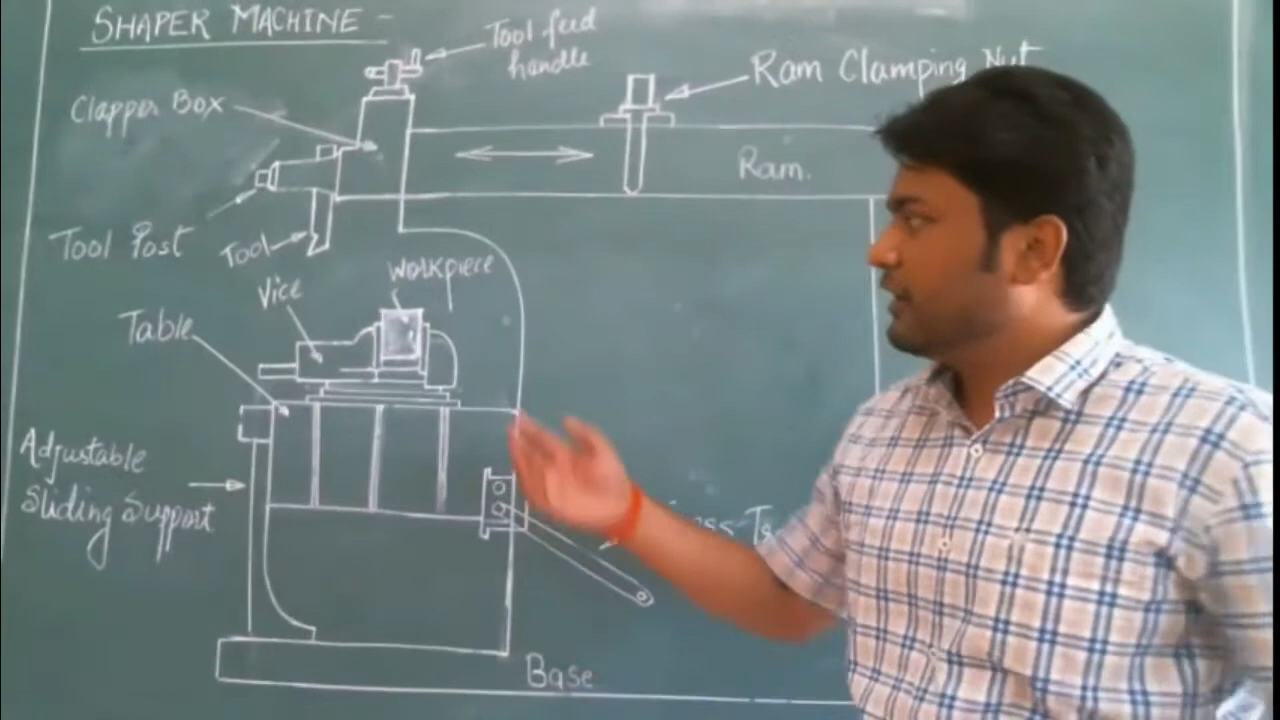 SHAPER MACHINE -
Tool feed
handle
Ram Clamping Nut
Clapper Box
Ram.
Tool Post
Tool
workpiece
Vice
Table
Adjustable
Sliding Support
Base